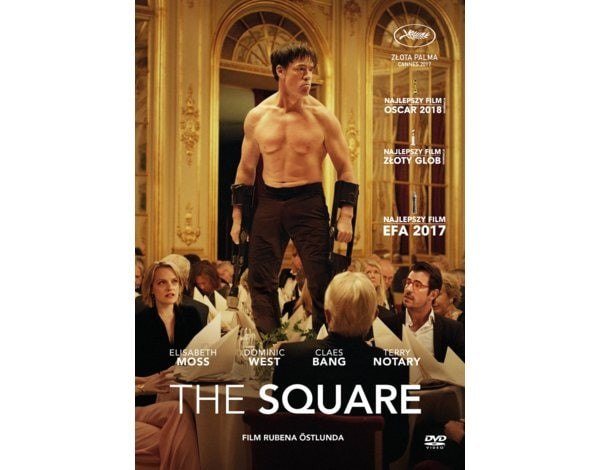 ZŁOTA PALMA
CANNES 2017
NAJLEPSZY FILM
OSCAR 2018
NAJLEPSZY FILM
ZŁOTY GLOB
NAJLEPSZY FILM
EFA 2017
ELISABETH MOSS
DOMINIC WEST
CLAES BANG
TERRY NOTARY
THE SQUARE
FILM RUBENA ÖSTLUNDA
DVD
VIDEO